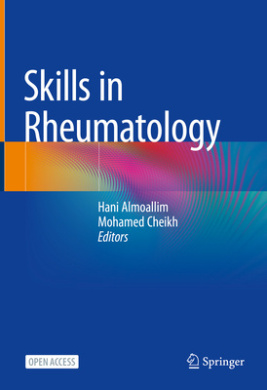 Skills in
Rheumatology
Hani Almoallim
Mohamed Cheikh
Editors
OPEN ACCESS
Springer